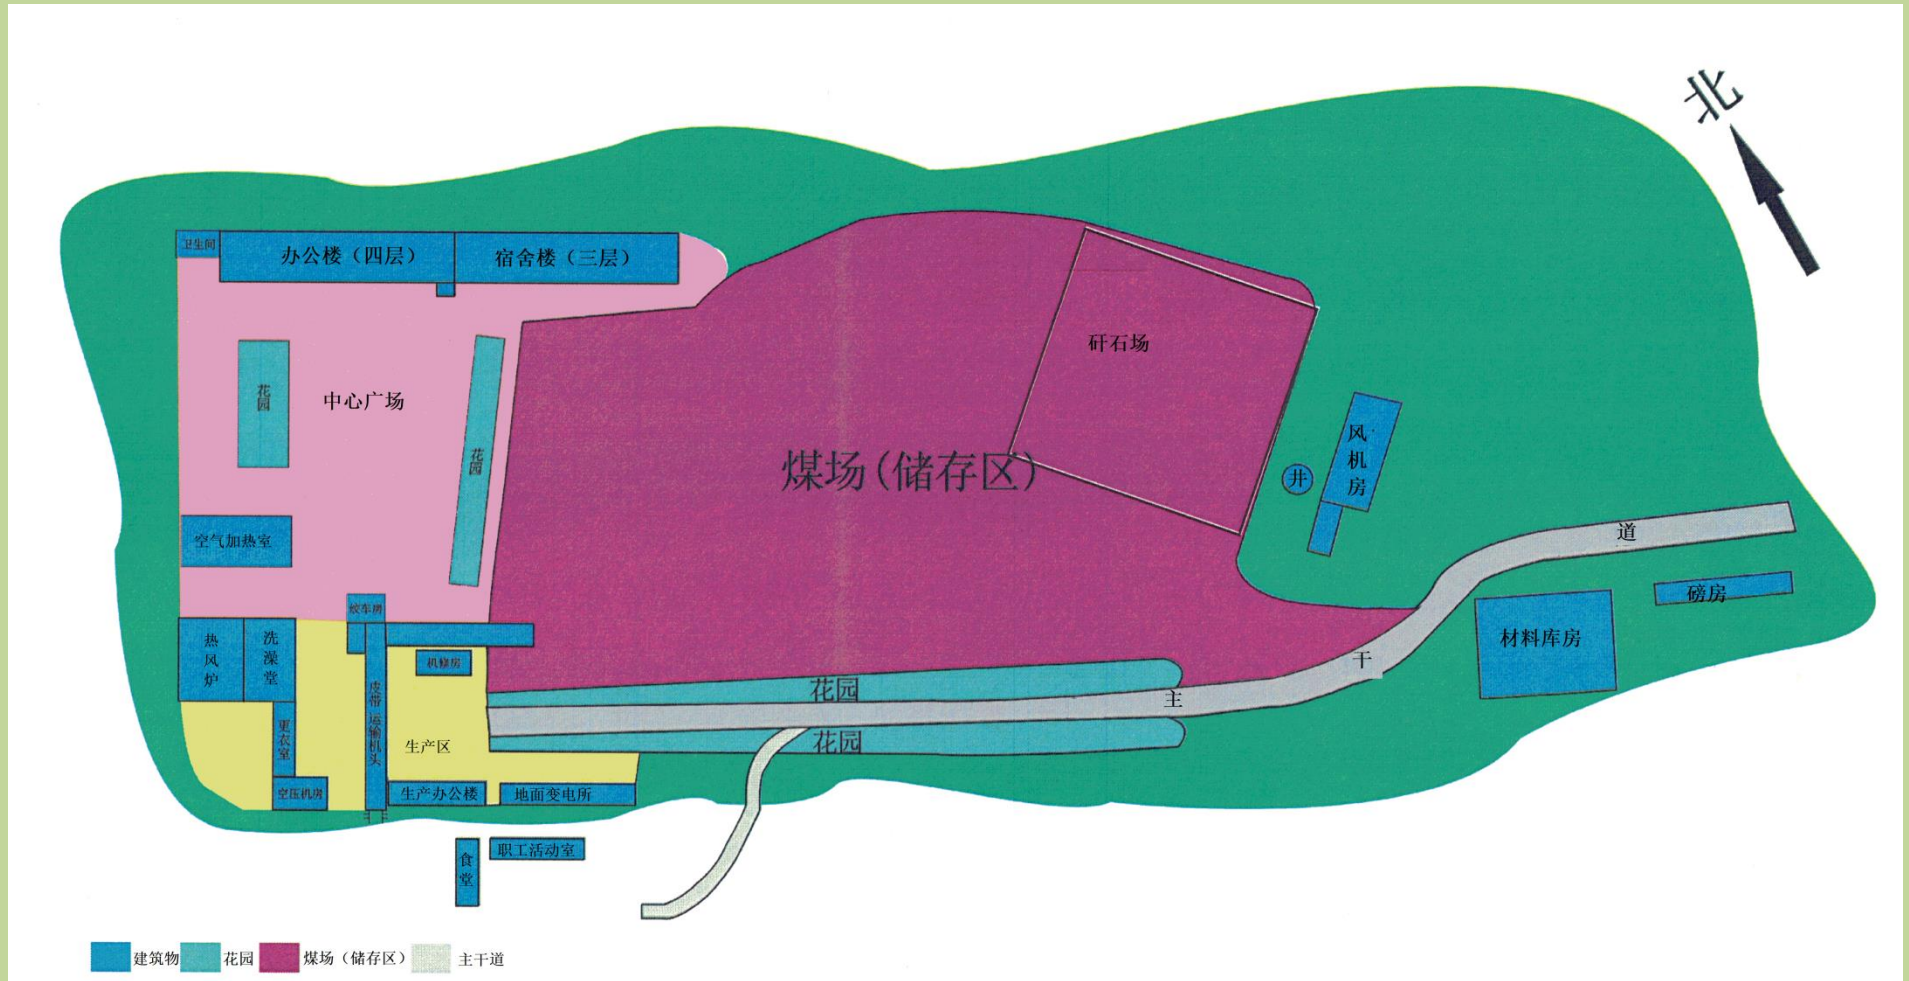 北
卫生间
办公楼（四层）
宿舍楼（三层）
花园
中心广场
花园
煤场(储存区)
矸石场
风机房
井
空气加热室
道
磅房
材料库房
绞车房
热风炉
洗澡堂
机修房
皮带运输机头
更衣室
生产区
花园
主
干
花园
空压机房
生产办公楼
地面变电所
食堂
职工活动室
建筑物
花园
煤场（储存区）
主干道